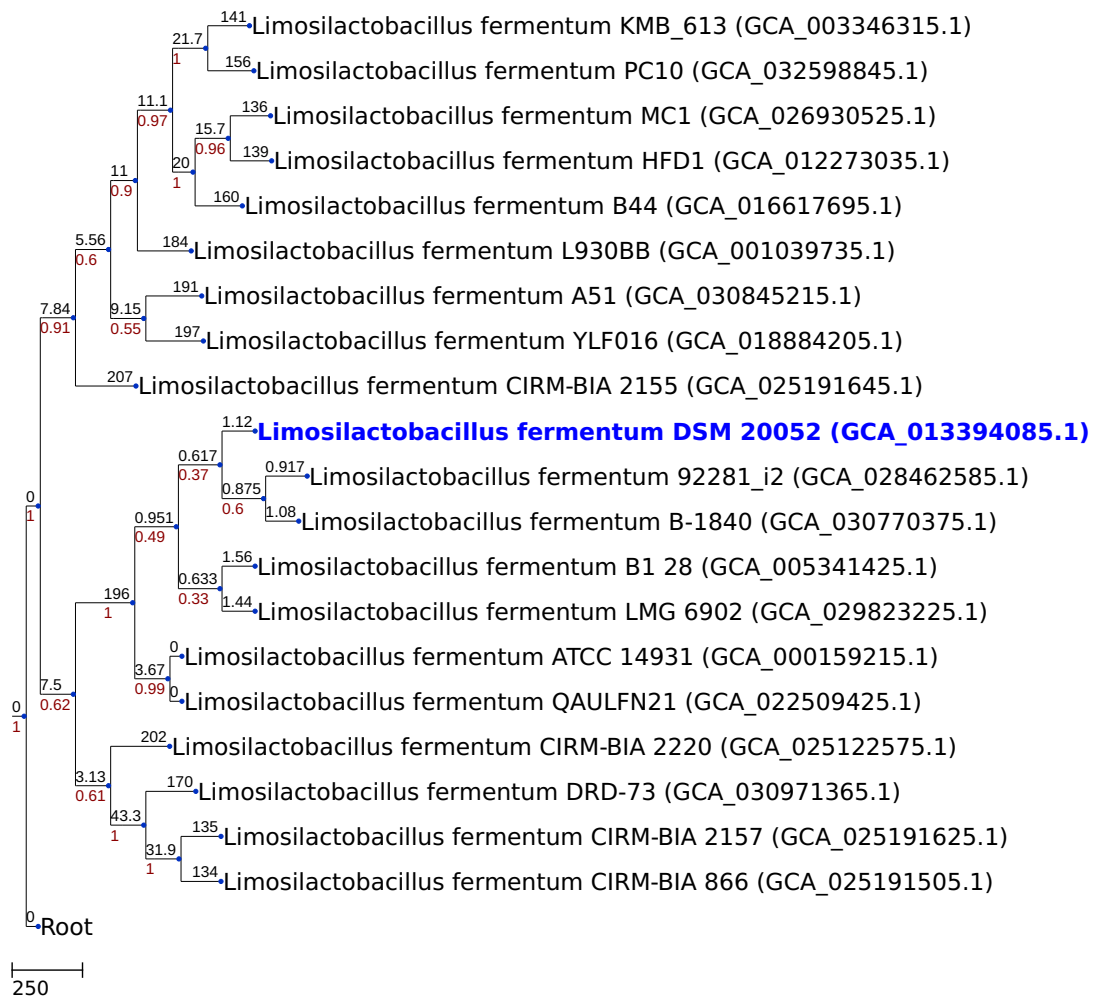 141
Limosilactobacillus fermentum KMB_613 (GCA_003346315.1)
21.7
1
156
Limosilactobacillus fermentum PC10 (GCA_032598845.1)
11.1
0.97
136
Limosilactobacillus fermentum MC1 (GCA_026930525.1)
15.7
0.96
139
Limosilactobacillus fermentum HFD1 (GCA_012273035.1)
20
1
11
0.9
160
Limosilactobacillus fermentum B44 (GCA_016617695.1)
184
Limosilactobacillus fermentum L930BB (GCA_001039735.1)
5.56
0.6
191
Limosilactobacillus fermentum A51 (GCA_030845215.1)
9.15
0.55
7.84
0.91
197
Limosilactobacillus fermentum YLF016 (GCA_018884205.1)
207
Limosilactobacillus fermentum CIRM-BIA 2155 (GCA_025191645.1)
1.12
Limosilactobacillus fermentum DSM 20052 (GCA_013394085.1)
0.617
0.37
0.917
Limosilactobacillus fermentum 92281_i2 (GCA_028462585.1)
0.875
0.6
0
1
1.08
Limosilactobacillus fermentum B-1840 (GCA_030770375.1)
0.951
0.49
1.56
Limosilactobacillus fermentum B1 28 (GCA_005341425.1)
0.633
0.33
196
1
1.44
Limosilactobacillus fermentum LMG 6902 (GCA_029823225.1)
0
Limosilactobacillus fermentum ATCC 14931 (GCA_000159215.1)
3.67
0.99
7.5
0.62
0
Limosilactobacillus fermentum QAULFN21 (GCA_022509425.1)
0
1
202
Limosilactobacillus fermentum CIRM-BIA 2220 (GCA_025122575.1)
3.13
0.61
170
Limosilactobacillus fermentum DRD-73 (GCA_030971365.1)
43.3
1
135
Limosilactobacillus fermentum CIRM-BIA 2157 (GCA_025191625.1)
31.9
1
134
Limosilactobacillus fermentum CIRM-BIA 866 (GCA_025191505.1)
0
Root
250